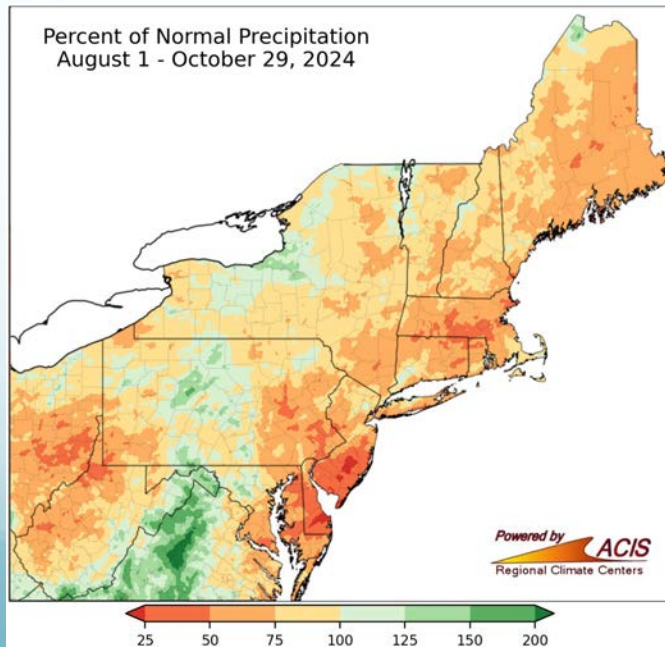 Percent of Normal Precipitation
August 1 - October 29, 2024
Powered by
ACIS
Regional Climate Centers
25 50 75 100 125 150 200